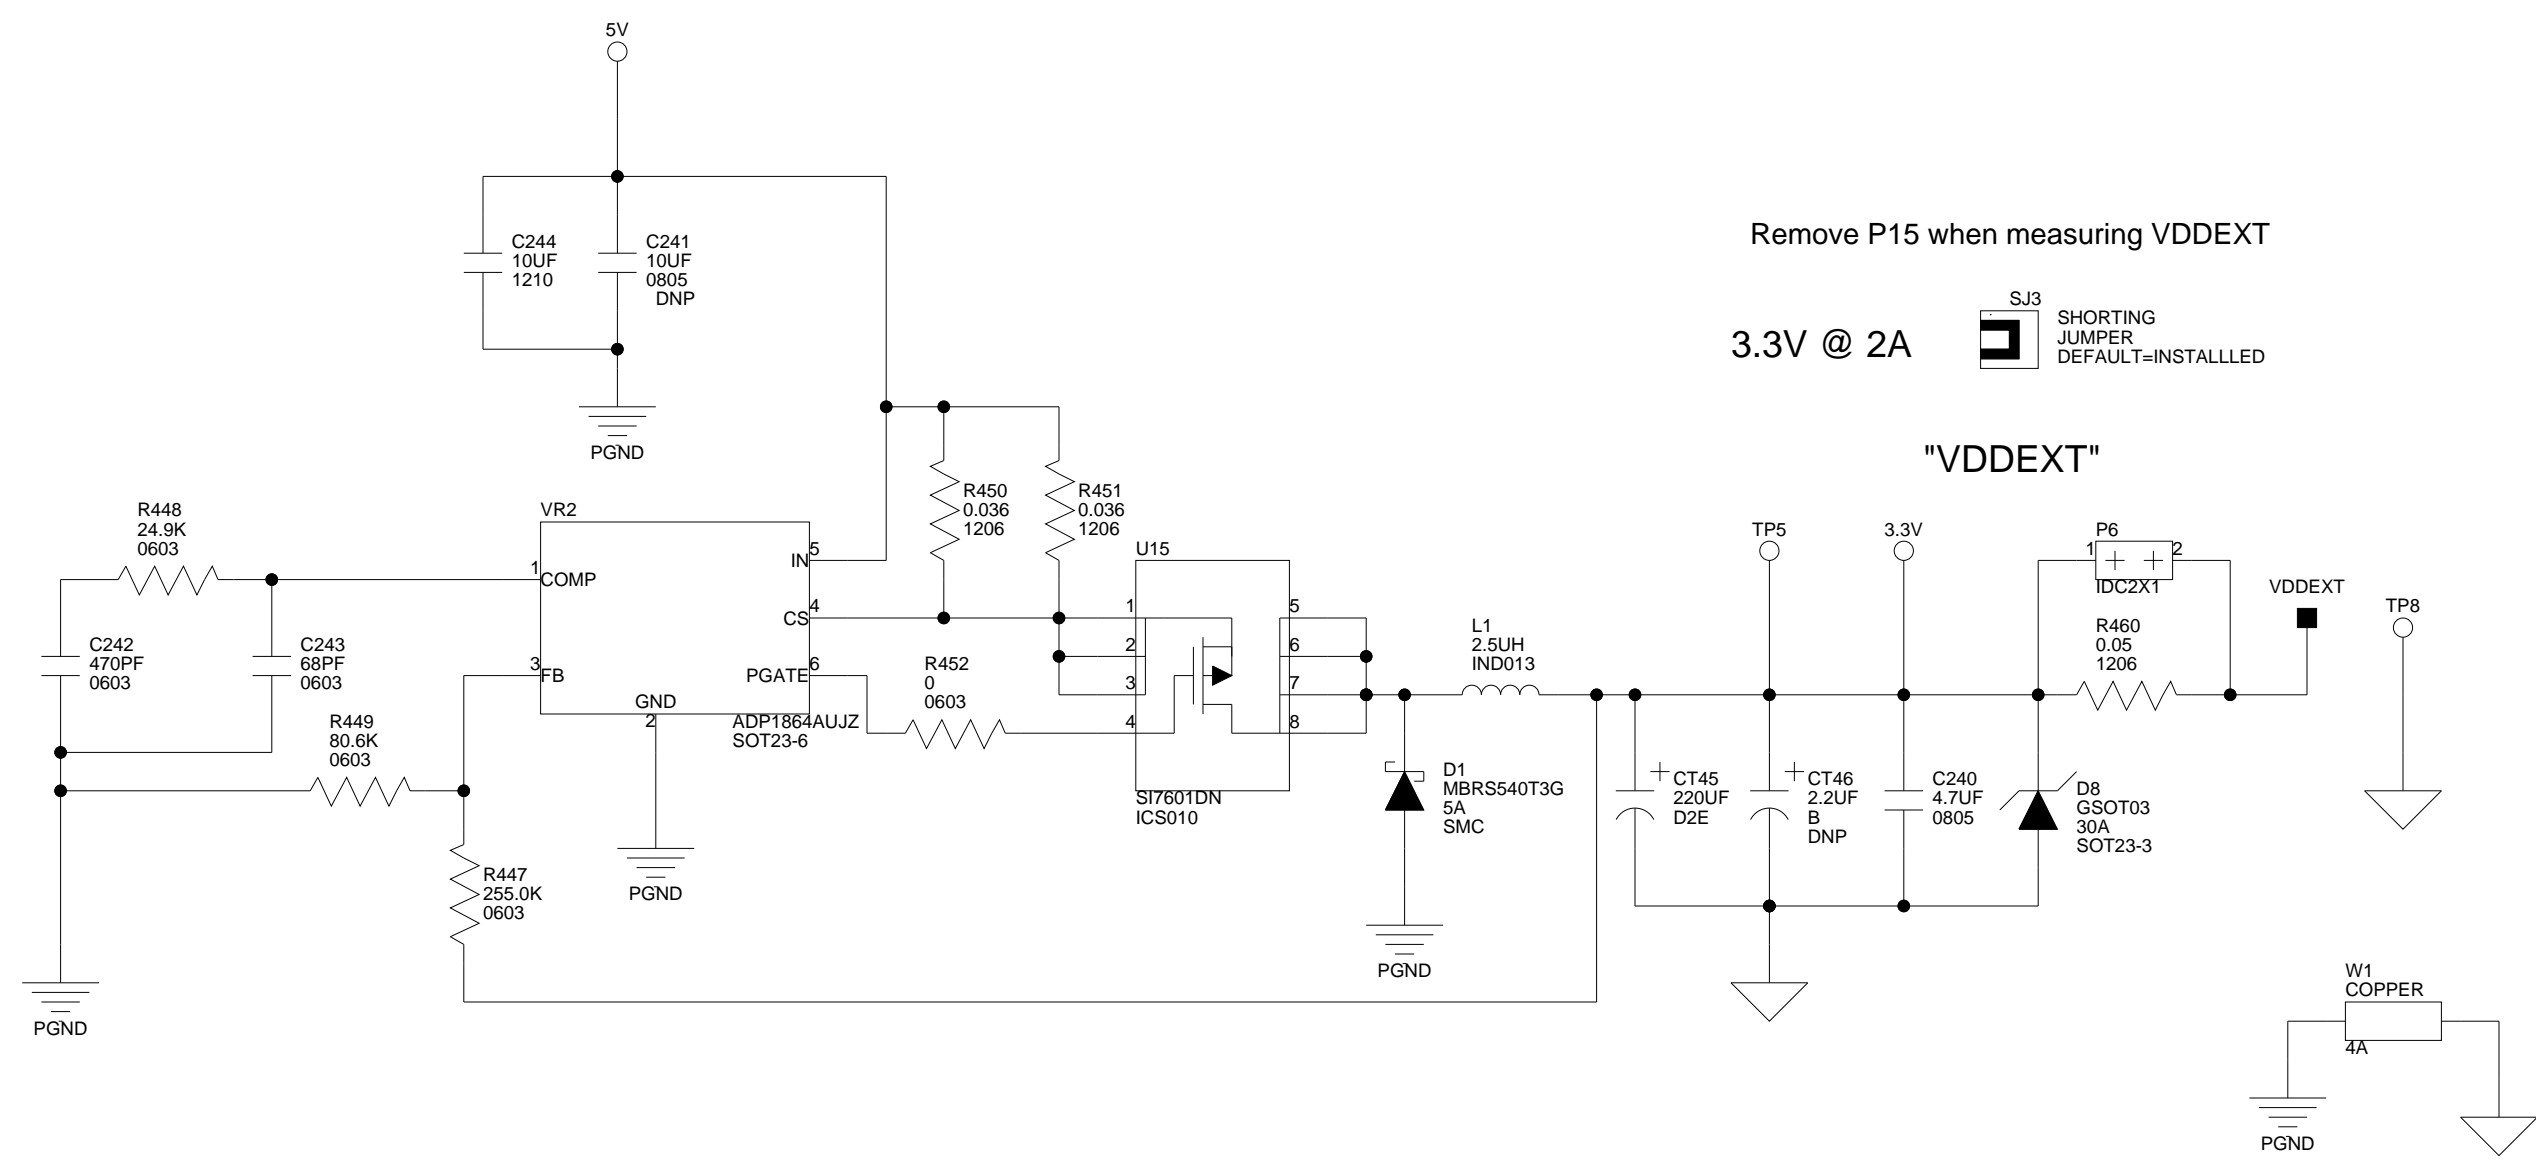 5V
C244
10UF
1210
C241
10UF
0805
DNP
PGND
Remove P15 when measuring VDDEXT
3.3V @ 2A
SJ3
SHORTING
JUMPER
DEFAULT=INSTALLLED
"VDDEXT"
R448
24.9K
0603
C242
470PF
0603
C243
68PF
0603
R449
80.6K
0603
R447
255.0K
0603
PGND
VR2
1
COMP
3
FB
GND
2
IN
5
CS
4
PGATE
6
ADP1864AUJZ
SOT23-6
PGND
R450
0.036
1206
R451
0.036
1206
R452
0
0603
U15
1
2
3
4
5
6
7
8
SI7601DN
ICS010
L1
2.5UH
IND013
D1
MBRS540T3G
5A
SMC
PGND
TP5
3.3V
P6
1
2
IDC2X1
VDDEXT
TP8
R460
0.05
1206
CT45
220UF
D2E
CT46
2.2UF
B
DNP
C240
4.7UF
0805
D8
GSOT03
30A
SOT23-3
W1
COPPER
4A
PGND